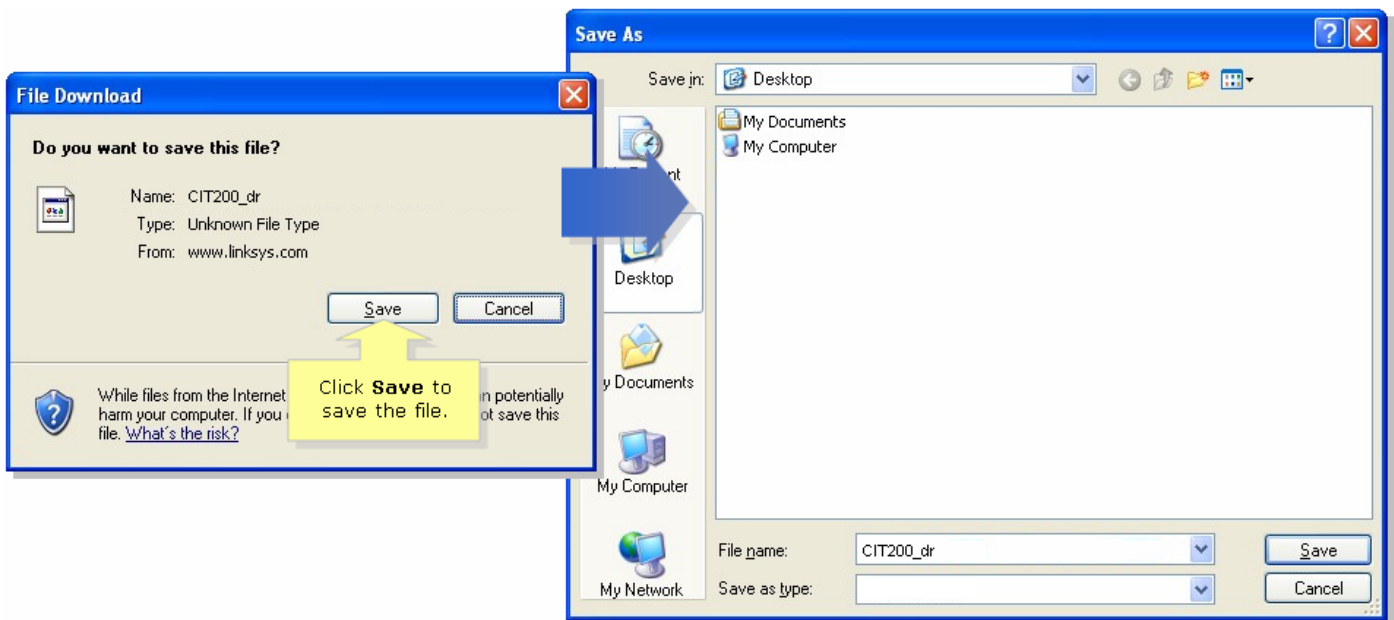 File Download
Do you want to save this file?
Name: CIT200_dr
Type: Unknown File Type
From: www.linksys.com
Save
Cancel
Click Save to
save the file.
While files from the Internet
potentially
harm your computer. If you
save this
file. What's the risk?
Save As
Save in:
Desktop
My Documents
My Computer
Desktop
Documents
My Computer
My Network
File name:
CIT200_dr
Save
Save as type:
Cancel